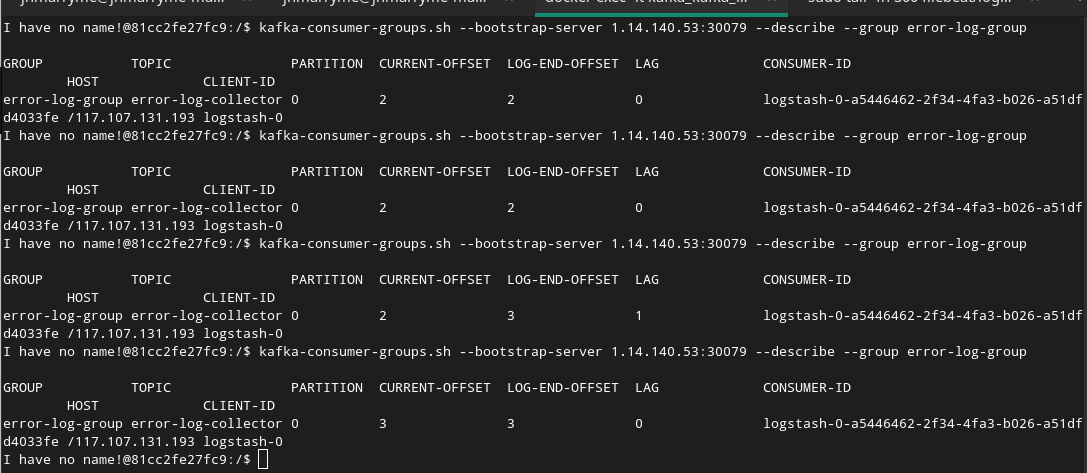 docker exec -it kafka_kafka_...
I have no name!@81cc2fe27fc9:/$ kafka-consumer-groups.sh --bootstrap-server 1.14.140.53:30079 --describe --group error-log-group
GROUP TOPIC PARTITION CURRENT-OFFSET LOG-END-OFFSET LAG CONSUMER-ID
HOST CLIENT-ID
error-log-group error-log-collector 0 2 2 0 logstash-0-a5446462-2f34-4fa3-b026-a51df
d4033fe /117.107.131.193 logstash-0
I have no name!@81cc2fe27fc9:/$ kafka-consumer-groups.sh --bootstrap-server 1.14.140.53:30079 --describe --group error-log-group
GROUP TOPIC PARTITION CURRENT-OFFSET LOG-END-OFFSET LAG CONSUMER-ID
HOST CLIENT-ID
error-log-group error-log-collector 0 2 2 0 logstash-0-a5446462-2f34-4fa3-b026-a51df
d4033fe /117.107.131.193 logstash-0
I have no name!@81cc2fe27fc9:/$ kafka-consumer-groups.sh --bootstrap-server 1.14.140.53:30079 --describe --group error-log-group
GROUP TOPIC PARTITION CURRENT-OFFSET LOG-END-OFFSET LAG CONSUMER-ID
HOST CLIENT-ID
error-log-group error-log-collector 0 2 3 1 logstash-0-a5446462-2f34-4fa3-b026-a51df
d4033fe /117.107.131.193 logstash-0
I have no name!@81cc2fe27fc9:/$ kafka-consumer-groups.sh --bootstrap-server 1.14.140.53:30079 --describe --group error-log-group
GROUP TOPIC PARTITION CURRENT-OFFSET LOG-END-OFFSET LAG CONSUMER-ID
HOST CLIENT-ID
error-log-group error-log-collector 0 3 3 0 logstash-0-a5446462-2f34-4fa3-b026-a51df
d4033fe /117.107.131.193 logstash-0
I have no name!@81cc2fe27fc9:/$